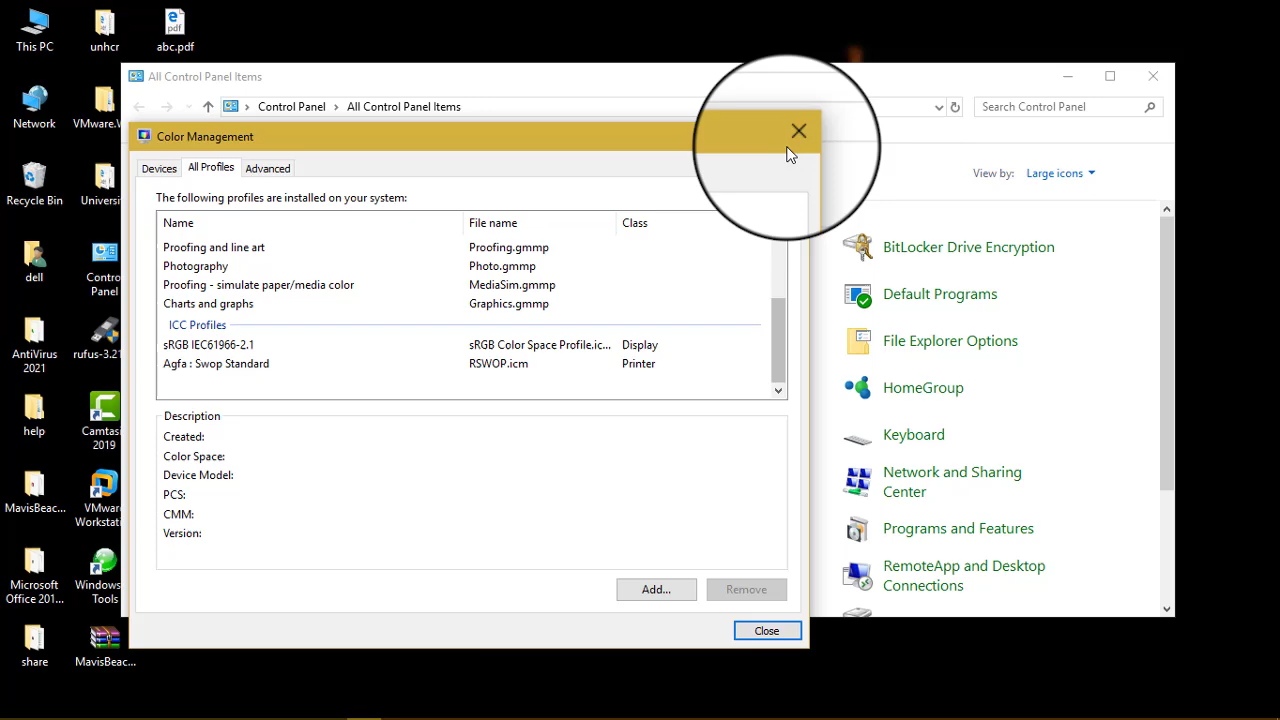 This PC
unhcr
abc.pdf
Network
VMware.
Recycle Bin
Universi
dell
Control
Panel
AntiVirus
2021
rufus-3.21
help
Camtasi
2019
MavisBeac...
VMwa
Workstati
Microsoft
Office 201...
Windows
Tools
share
MavisBeac...
All Control Panel Items
Control Panel > All Control Panel Items
Search Control Panel
View by: Large icons
BitLocker Drive Encryption
Default Programs
File Explorer Options
HomeGroup
Keyboard
Network and Sharing
Center
Programs and Features
RemoteApp and Desktop
Connections
Color Management
Devices All Profiles Advanced
The following profiles are installed on your system:
Name File name Class
Proofing and line art Proofing.gmmp
Photography Photo.gmmp
Proofing - simulate paper/media color MediaSim.gmmp
Charts and graphs Graphics.gmmp
ICC Profiles
sRGB IEC61966-2.1 sRGB Color Space Profile.ic... Display
Agfa : Swop Standard RSWOP.icm Printer
Description
Created:
Color Space:
Device Model:
PCS:
CMM:
Version:
Add... Remove
Close